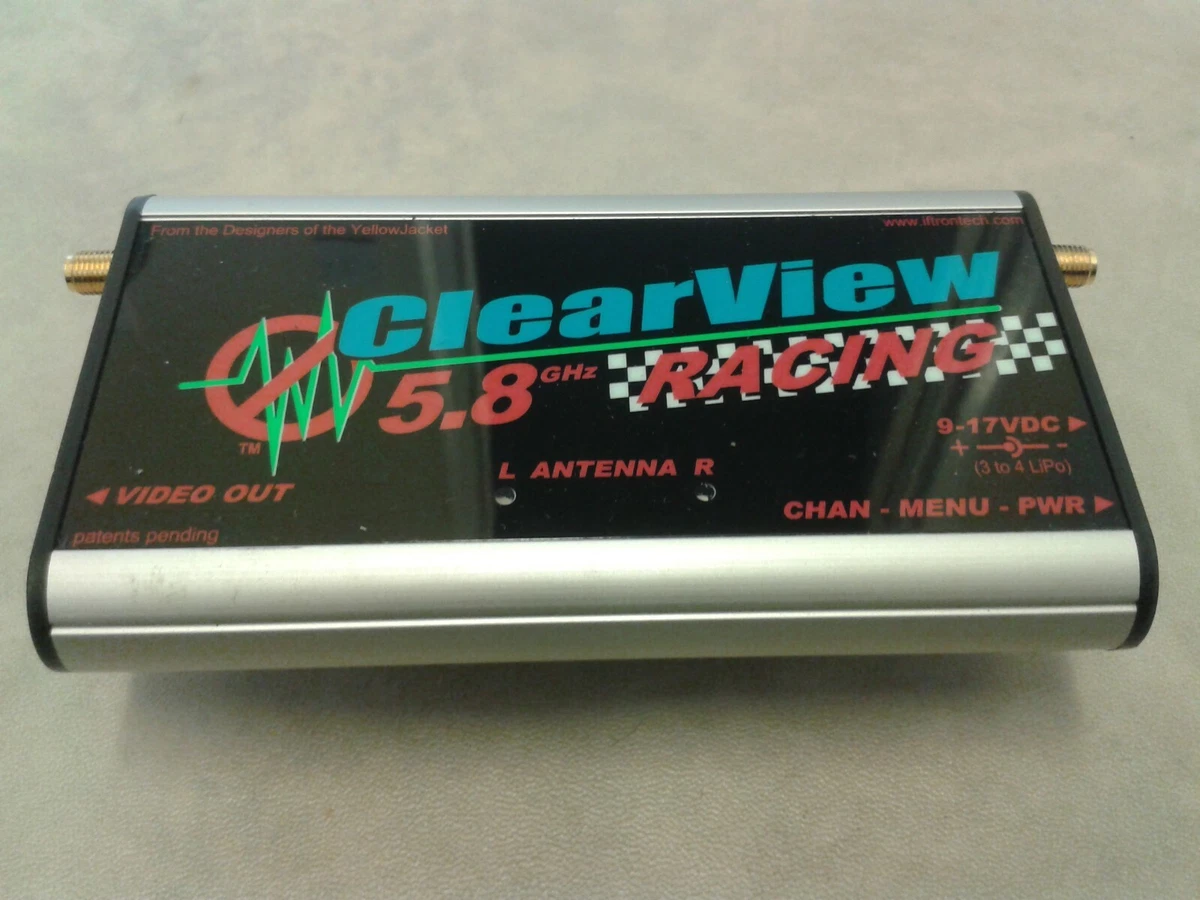 From the Designers of the YellowJacket
www.iftrontech.com
ClearView
5.8 GHz RACING
TM
9-17VDC ▶
+ -
(3 to 4 LiPo)
L ANTENNA R
◀ VIDEO OUT
CHAN - MENU - PWR ▶
patents pending